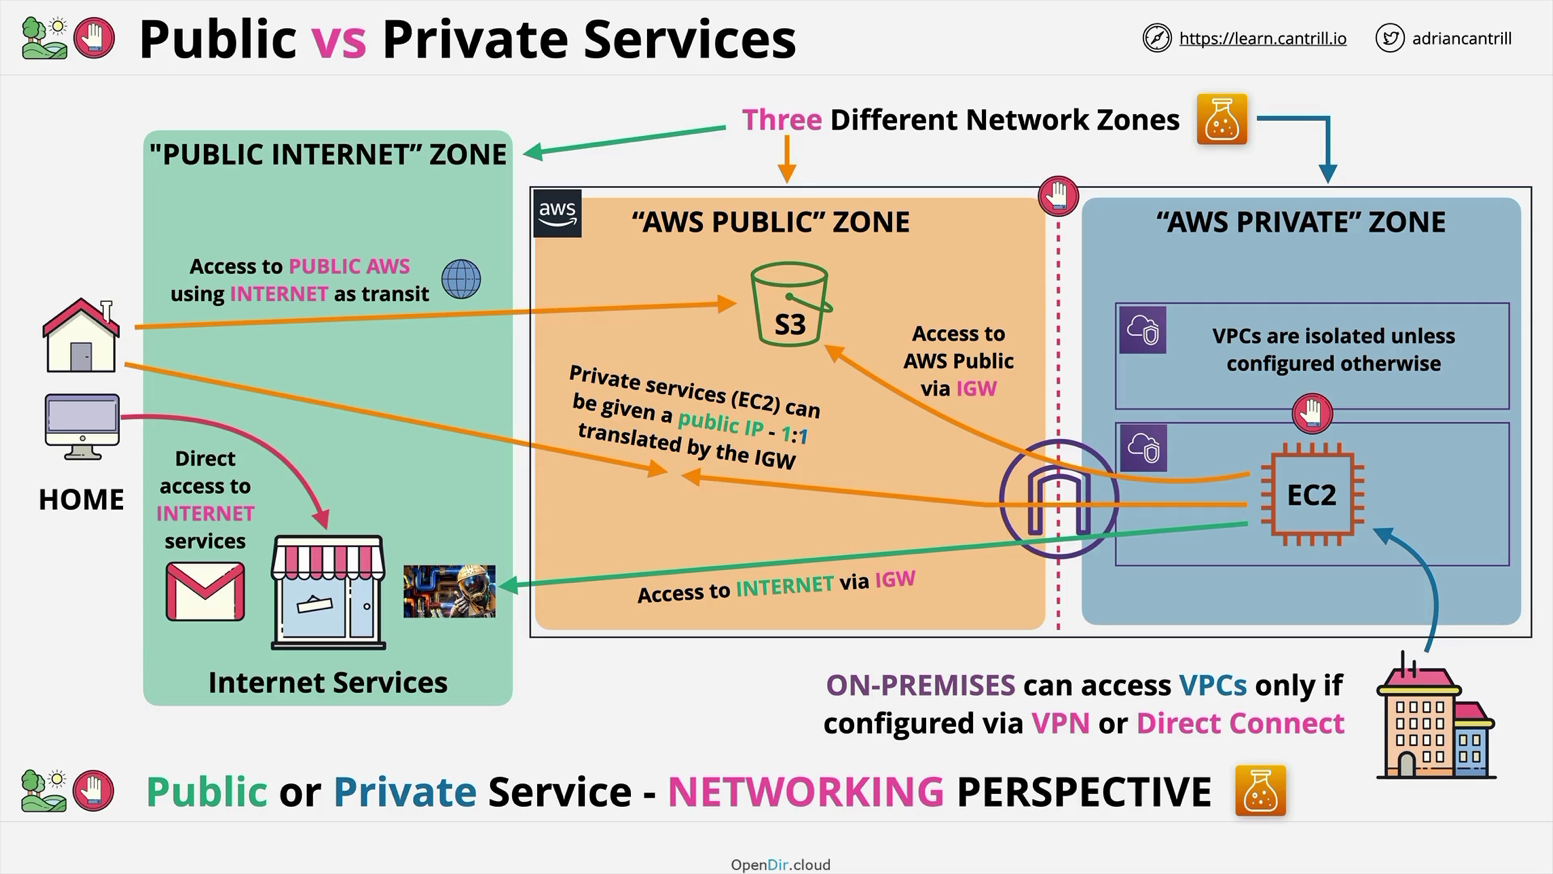 Public vs Private Services
https://learn.cantrill.io
adriancantrill
Three Different Network Zones
"PUBLIC INTERNET” ZONE
aws
“AWS PUBLIC” ZONE
“AWS PRIVATE” ZONE
Access to PUBLIC AWS
using INTERNET as transit
S3
Access to
AWS Public
via IGW
VPCs are isolated unless
configured otherwise
Private services (EC2) can
be given a public IP - 1:1
translated by the IGW
HOME
Direct
access to
INTERNET
services
EC2
Access to INTERNET via IGW
Internet Services
ON-PREMISES can access VPCs only if
configured via VPN or Direct Connect
Public or Private Service - NETWORKING PERSPECTIVE
OpenDir.cloud